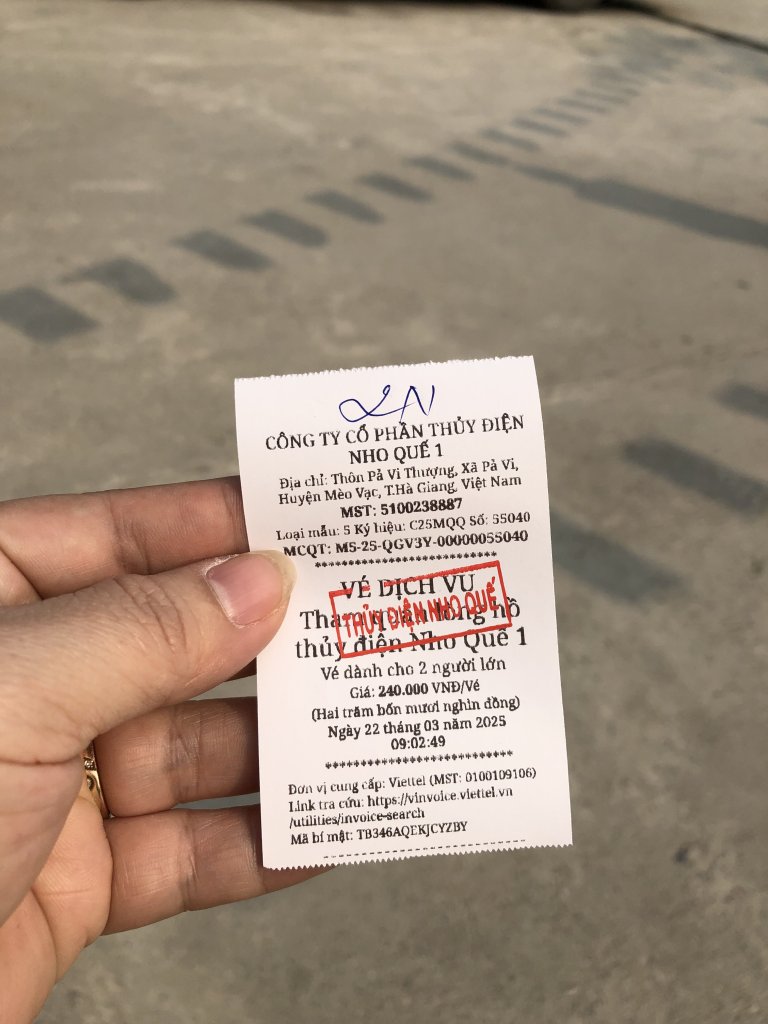 2N
CÔNG TY CỔ PHẦN THỦY ĐIỆN
NHO QUẾ 1
Địa chỉ: Thôn Pả Vi Thượng, Xã Pả Vi,
Huyện Mèo Vạc, T.Hà Giang, Việt Nam
MST: 5100238887
Loại mẫu: 5 Ký hiệu: C25MQQ Số: 55040
MCQT: M5-25-QGV3Y-00000055040
******************************
VÉ DỊCH VỤ
Tham quan lòng hồ
thủy điện Nho Quế 1
THỦY ĐIỆN NHO QUẾ
Vé dành cho 2 người lớn
Giá: 240.000 VNĐ/Vé
(Hai trăm bốn mươi nghìn đồng)
Ngày 22 tháng 03 năm 2025
09:02:49
******************************
Đơn vị cung cấp: Viettel (MST: 0100109106)
Link tra cứu: https://vinvoice.viettel.vn
/utilities/invoice-search
Mã bí mật: TB346AQEKJCYZBY